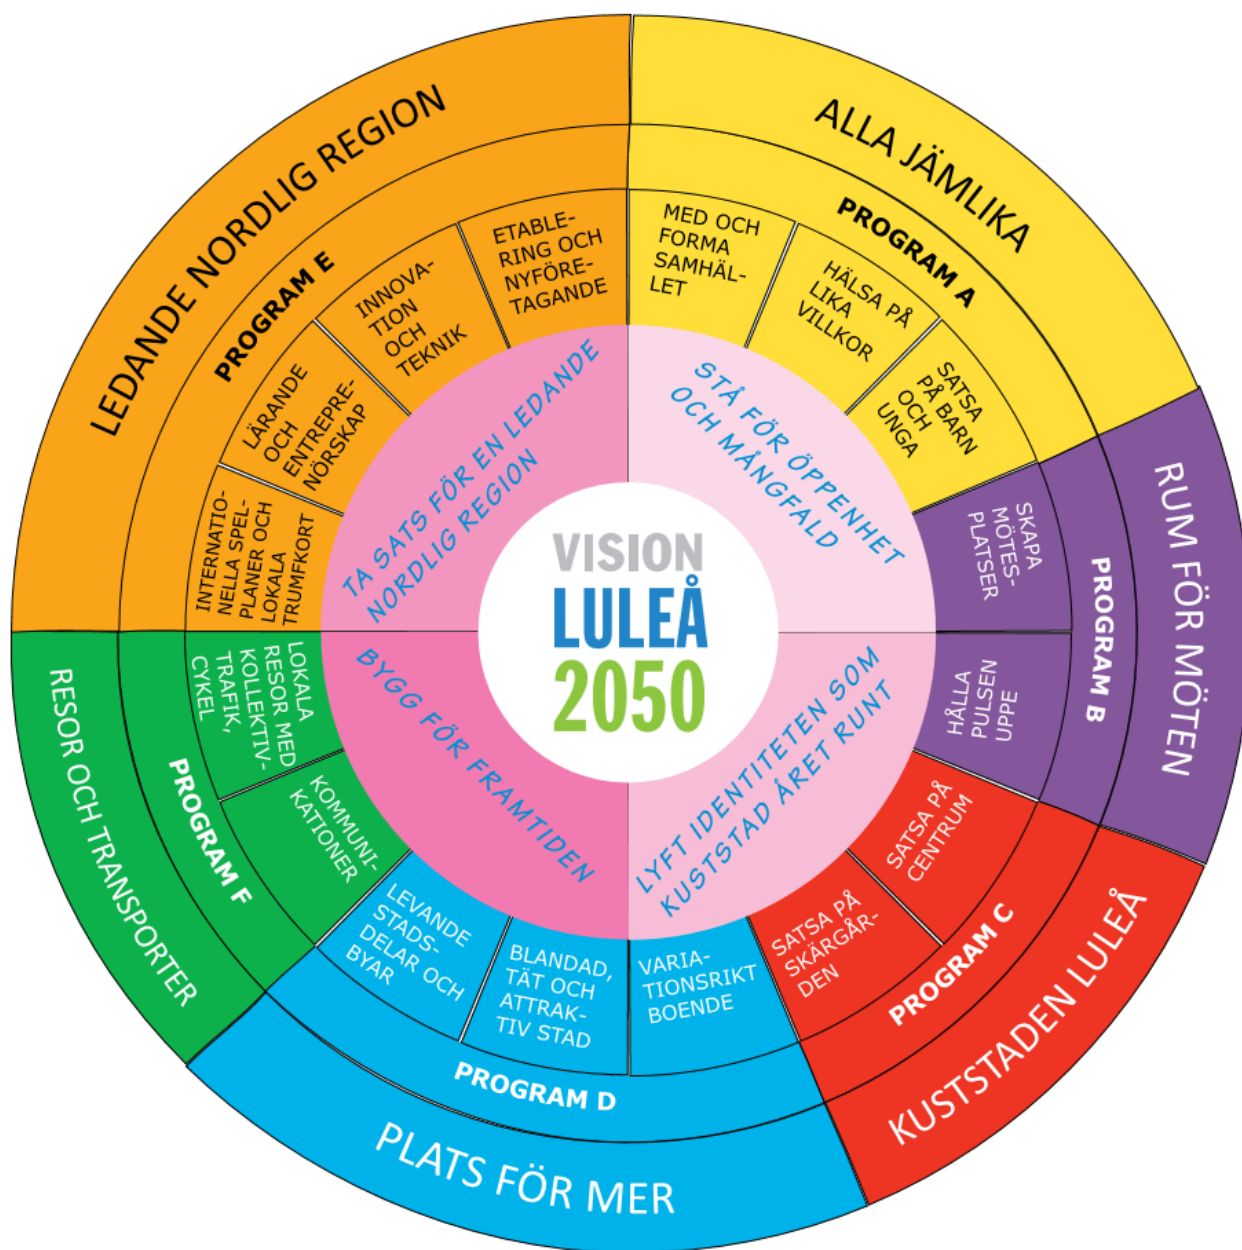 VISION
LULEÅ
2050
STÅ FÖR ÖPPENHET
OCH MÅNGFALD
LYFT IDENTITETEN SOM
KUSTSTAD ÅRET RUNT
BYGG FÖR FRAMTIDEN
TA SATS FÖR EN LEDANDE
NORDLIG REGION
ALLA JÄMLIKA
PROGRAM A
MED OCH
FORMA
SAMHÄL-
LET
HÄLSA PÅ
LIKA
VILLKOR
SATSA
PÅ BARN
OCH
UNGA
RUM FÖR MÖTEN
PROGRAM B
SKAPA
MÖTES-
PLATSER
HÅLLA
PULSEN
UPPE
KUSTSTADEN LULEÅ
PROGRAM C
SATSA PÅ
CENTRUM
SATSA PÅ
SKÄRGÅR-
DEN
PLATS FÖR MER
PROGRAM D
VARIA-
TIONSRIKT
BOENDE
BLANDAD,
TÄT OCH
ATTRAK-
TIV STAD
LEVANDE
STADS-
DELAR OCH
BYAR
RESOR OCH TRANSPORTER
PROGRAM F
KOMMUNI-
KATIONER
LOKALA
RESOR MED
KOLLEKTIV-
TRAFIK,
CYKEL
LEDANDE NORDLIG REGION
PROGRAM E
INTERNATIO-
NELLA SPEL-
PLANER OCH
LOKALA
TRUMFKORT
LÄRANDE
OCH
ENTREPRE-
NÖRSKAP
INNOVA-
TION
OCH
TEKNIK
ETABLE-
RING OCH
NYFÖRE-
TAGANDE